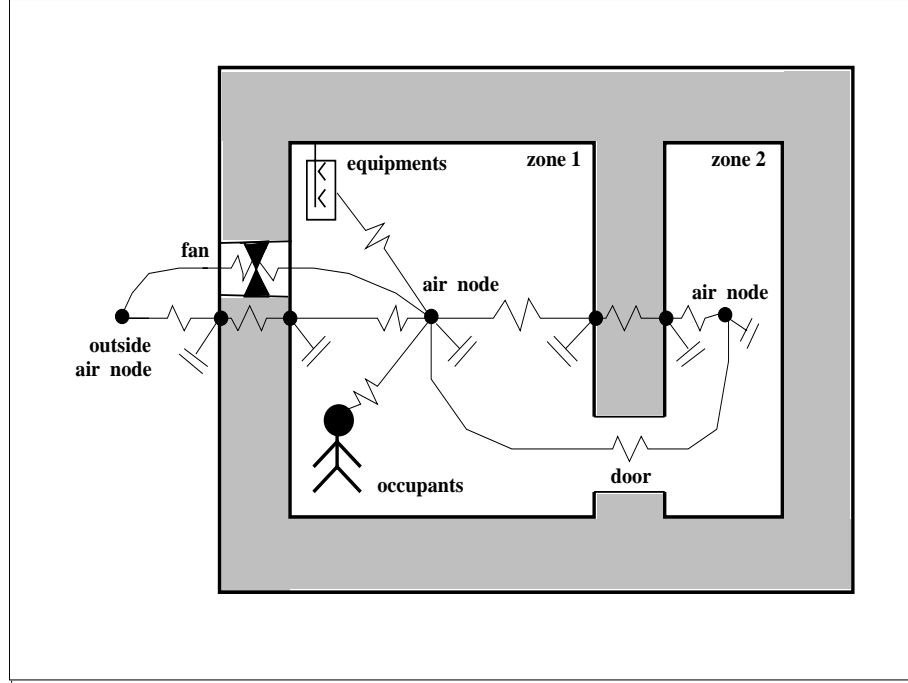 equipments
zone 1
zone 2
fan
air node
air node
outside
air node
door
occupants